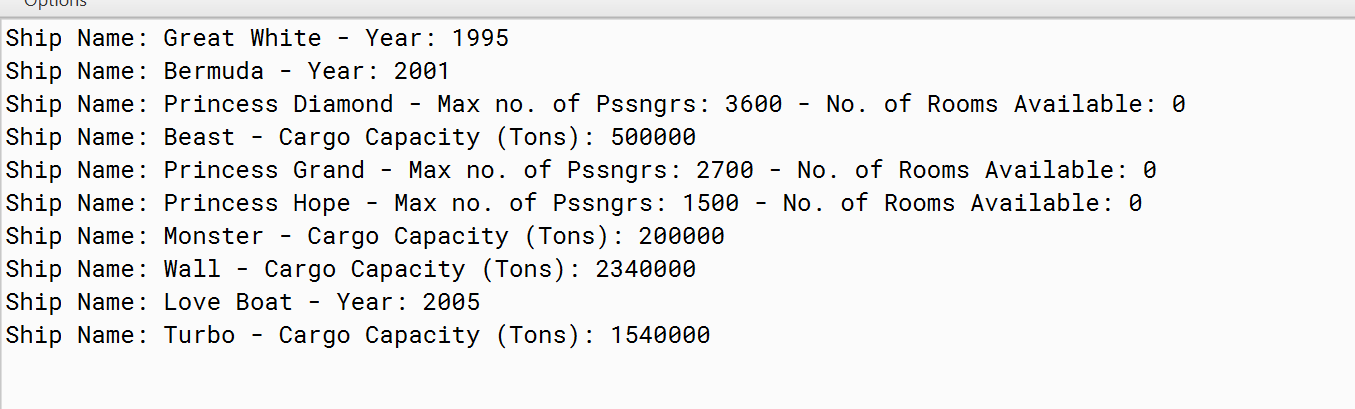 Options
Ship Name: Great White - Year: 1995
Ship Name: Bermuda - Year: 2001
Ship Name: Princess Diamond - Max no. of Pssngrs: 3600 - No. of Rooms Available: 0
Ship Name: Beast - Cargo Capacity (Tons): 500000
Ship Name: Princess Grand - Max no. of Pssngrs: 2700 - No. of Rooms Available: 0
Ship Name: Princess Hope - Max no. of Pssngrs: 1500 - No. of Rooms Available: 0
Ship Name: Monster - Cargo Capacity (Tons): 200000
Ship Name: Wall - Cargo Capacity (Tons): 2340000
Ship Name: Love Boat - Year: 2005
Ship Name: Turbo - Cargo Capacity (Tons): 1540000